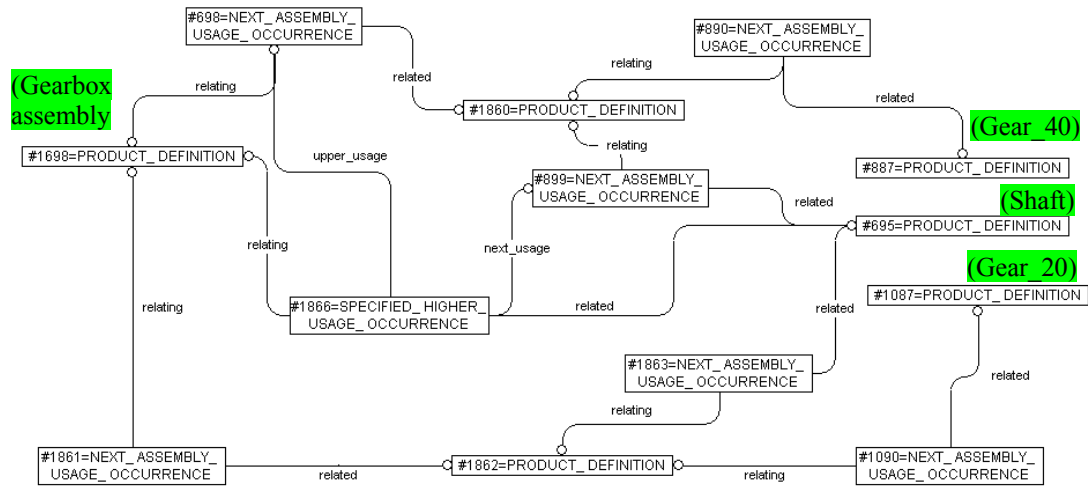 #698=NEXT_ASSEMBLY_
USAGE_OCCURRENCE
#890=NEXT_ASSEMBLY_
USAGE_OCCURRENCE
relating
related
relating
(Gearbox
assembly
related
#1860=PRODUCT_DEFINITION
(Gear_40)
#1698=PRODUCT_DEFINITION
upper_usage
relating
#887=PRODUCT_DEFINITION
#899=NEXT_ASSEMBLY_
USAGE_OCCURRENCE
(Shaft)
related
#695=PRODUCT_DEFINITION
relating
next_usage
(Gear_20)
#1087=PRODUCT_DEFINITION
relating
#1866=SPECIFIED_HIGHER_
USAGE_OCCURRENCE
related
related
#1863=NEXT_ASSEMBLY_
USAGE_OCCURRENCE
related
relating
#1861=NEXT_ASSEMBLY_
USAGE_OCCURRENCE
related
#1862=PRODUCT_DEFINITION
relating
#1090=NEXT_ASSEMBLY_
USAGE_OCCURRENCE